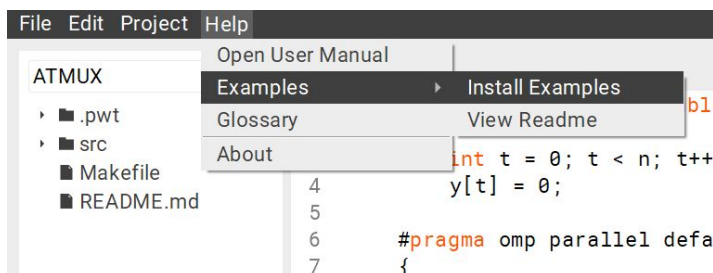 File Edit Project Help
Open User Manual
ATMUX
Examples
Install Examples
.pwt
Glossary
View Readme
src
About
int t = 0; t < n; t++
Makefile
4 y[t] = 0;
README.md
5
6 #pragma omp parallel defa
7 {